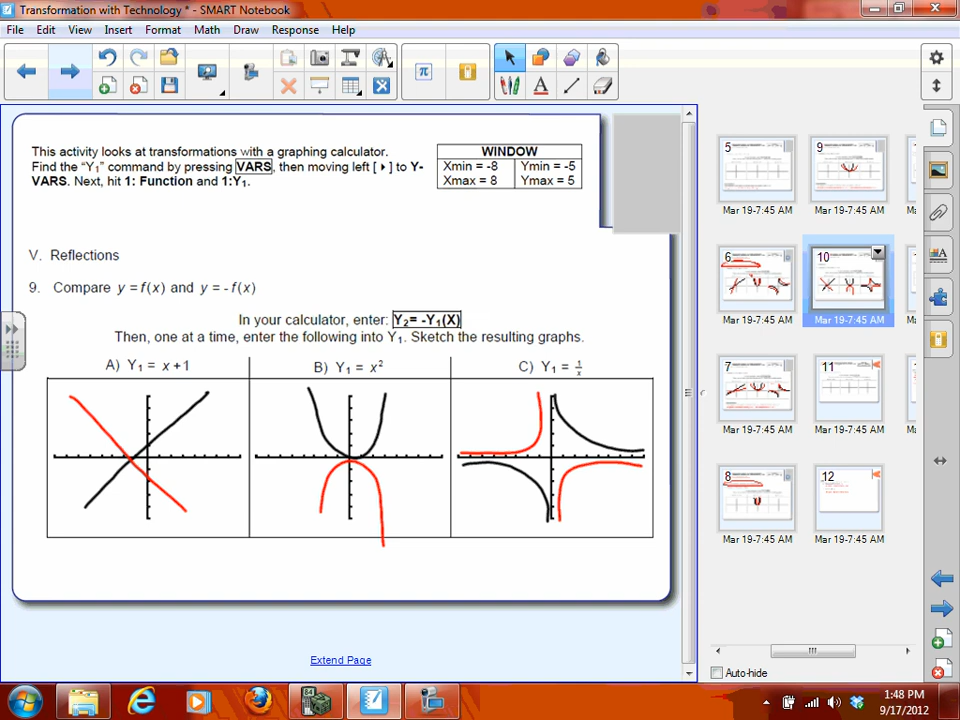 Transformation with Technology * - SMART Notebook
File Edit View Insert Format Math Draw Response Help
This activity looks at transformations with a graphing calculator.
Find the “Y₁” command by pressing VARS, then moving left [ ▸ ] to Y-
VARS. Next, hit 1: Function and 1:Y₁.
WINDOW
Xmin = -8 Ymin = -5
Xmax = 8 Ymax = 5
V. Reflections
9. Compare y = f(x) and y = - f(x)
In your calculator, enter: Y₂= -Y₁(X)
Then, one at a time, enter the following into Y₁. Sketch the resulting graphs.
A) Y₁ = x + 1 B) Y₁ = x² C) Y₁ = 1/x
Extend Page
5 9
Mar 19-7:45 AM Mar 19-7:45 AM
6 10
Mar 19-7:45 AM Mar 19-7:45 AM
7 11
Mar 19-7:45 AM Mar 19-7:45 AM
8 12
Mar 19-7:45 AM Mar 19-7:45 AM
Auto-hide
1:48 PM
9/17/2012